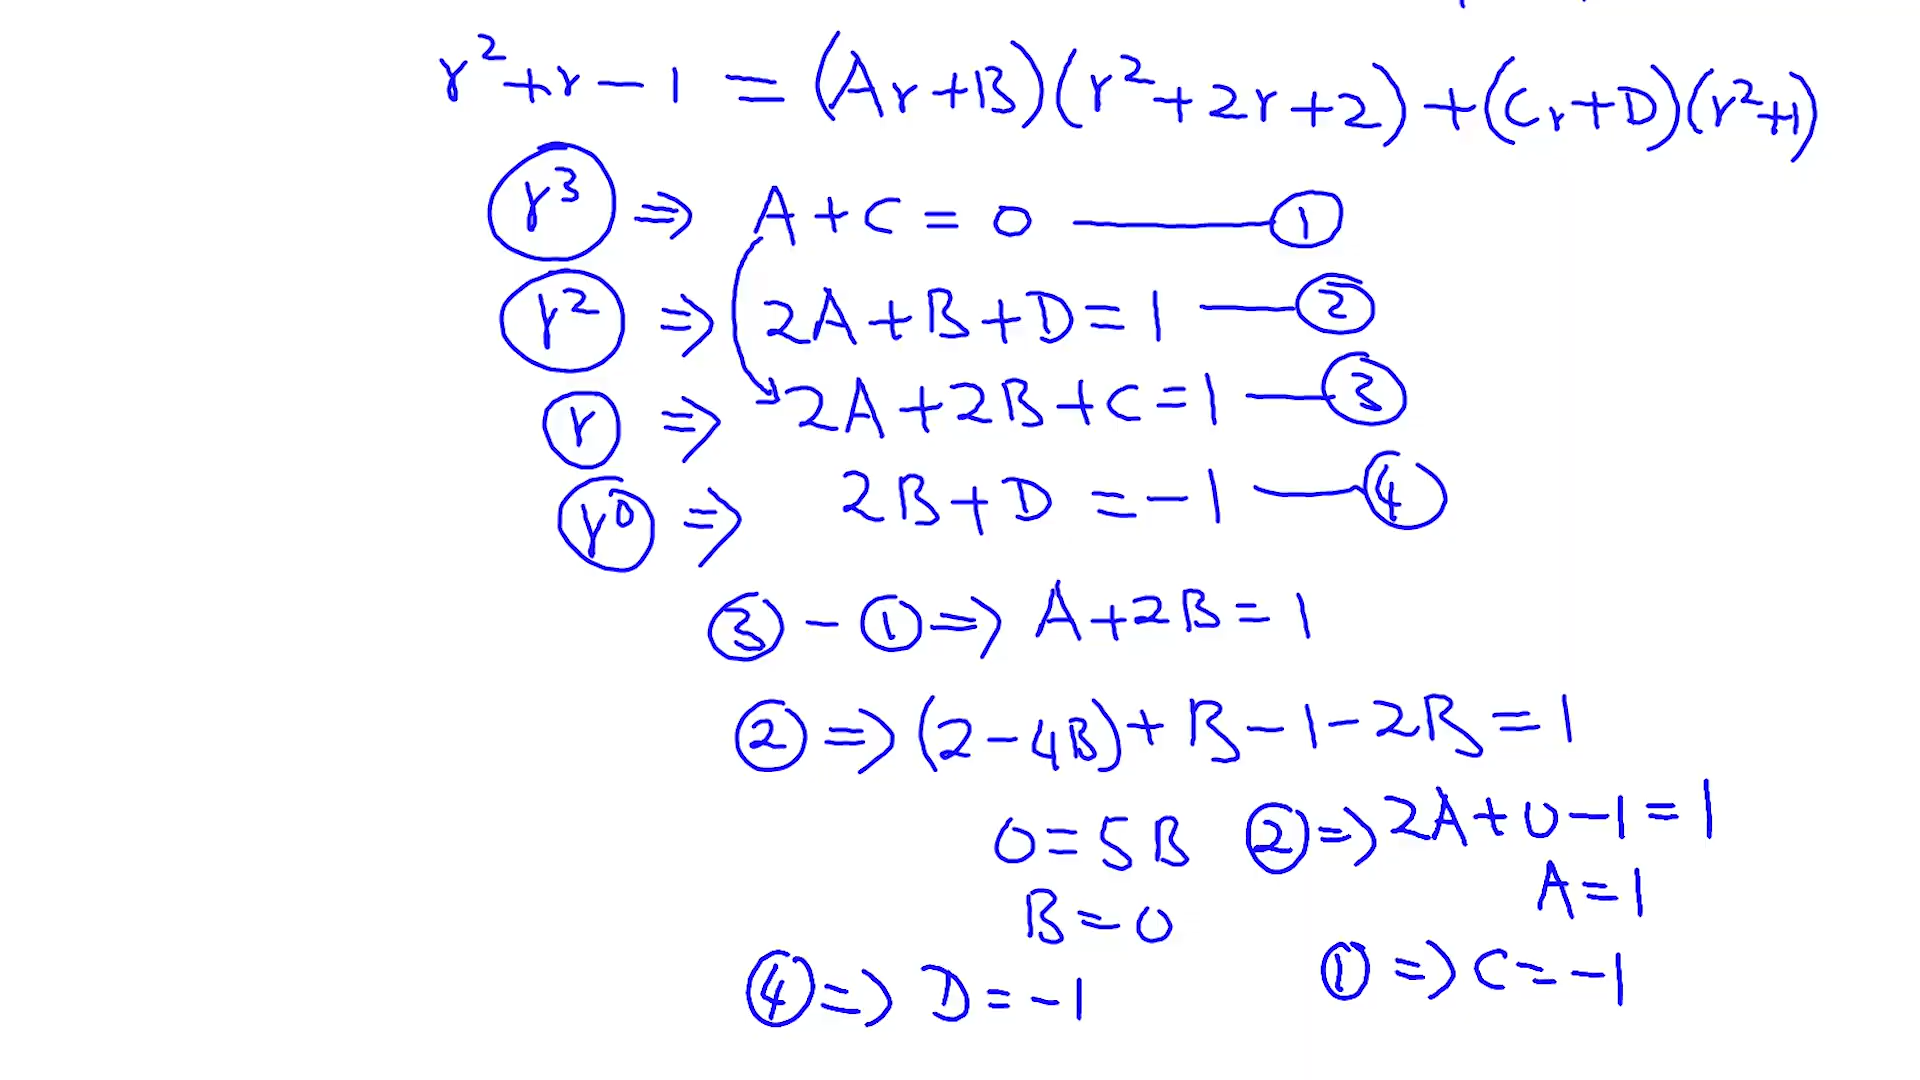 r²+r-1 = (Ar+B)(r²+2r+2)+(Cr+D)(r²+1)
r³ ⇒ A+C=0 — ①
r² ⇒ 2A+B+D=1 — ②
r ⇒ 2A+2B+C=1 — ③
r⁰ ⇒ 2B+D=-1 — ④
③ - ① ⇒ A+2B=1
② ⇒ (2-4B)+B-1-2B=1
0=5B ② ⇒ 2A+0-1=1
B=0 A=1
④ ⇒ D=-1 ① ⇒ C=-1